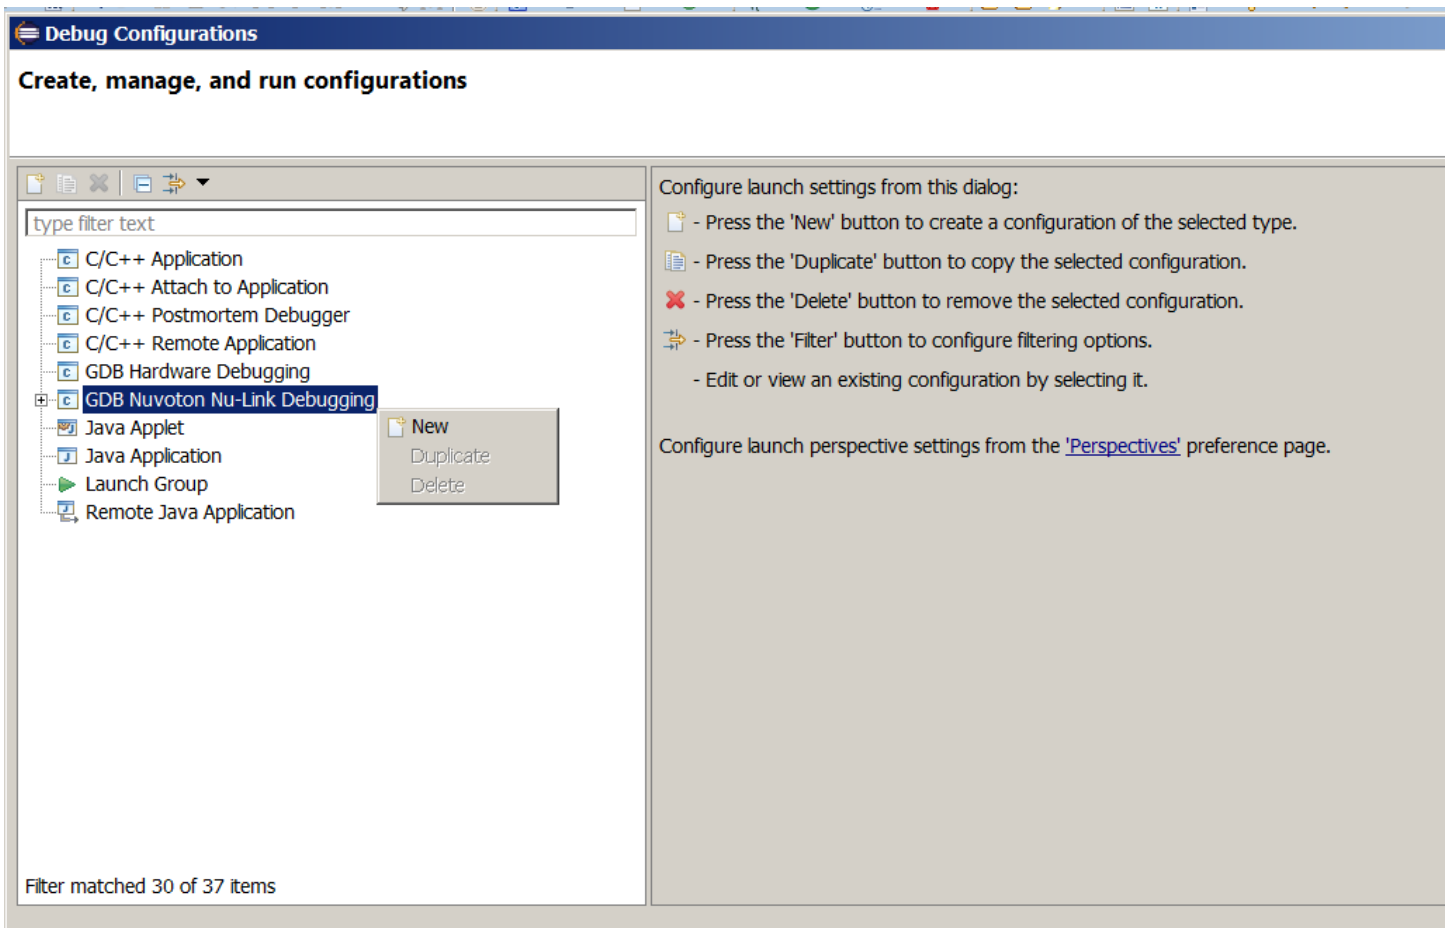 Debug Configurations
Create, manage, and run configurations
type filter text
C/C++ Application
C/C++ Attach to Application
C/C++ Postmortem Debugger
C/C++ Remote Application
GDB Hardware Debugging
GDB Nuvoton Nu-Link Debugging
Java Applet
Java Application
Launch Group
Remote Java Application
New
Duplicate
Delete
Filter matched 30 of 37 items
Configure launch settings from this dialog:
- Press the 'New' button to create a configuration of the selected type.
- Press the 'Duplicate' button to copy the selected configuration.
- Press the 'Delete' button to remove the selected configuration.
- Press the 'Filter' button to configure filtering options.
- Edit or view an existing configuration by selecting it.
Configure launch perspective settings from the 'Perspectives' preference page.